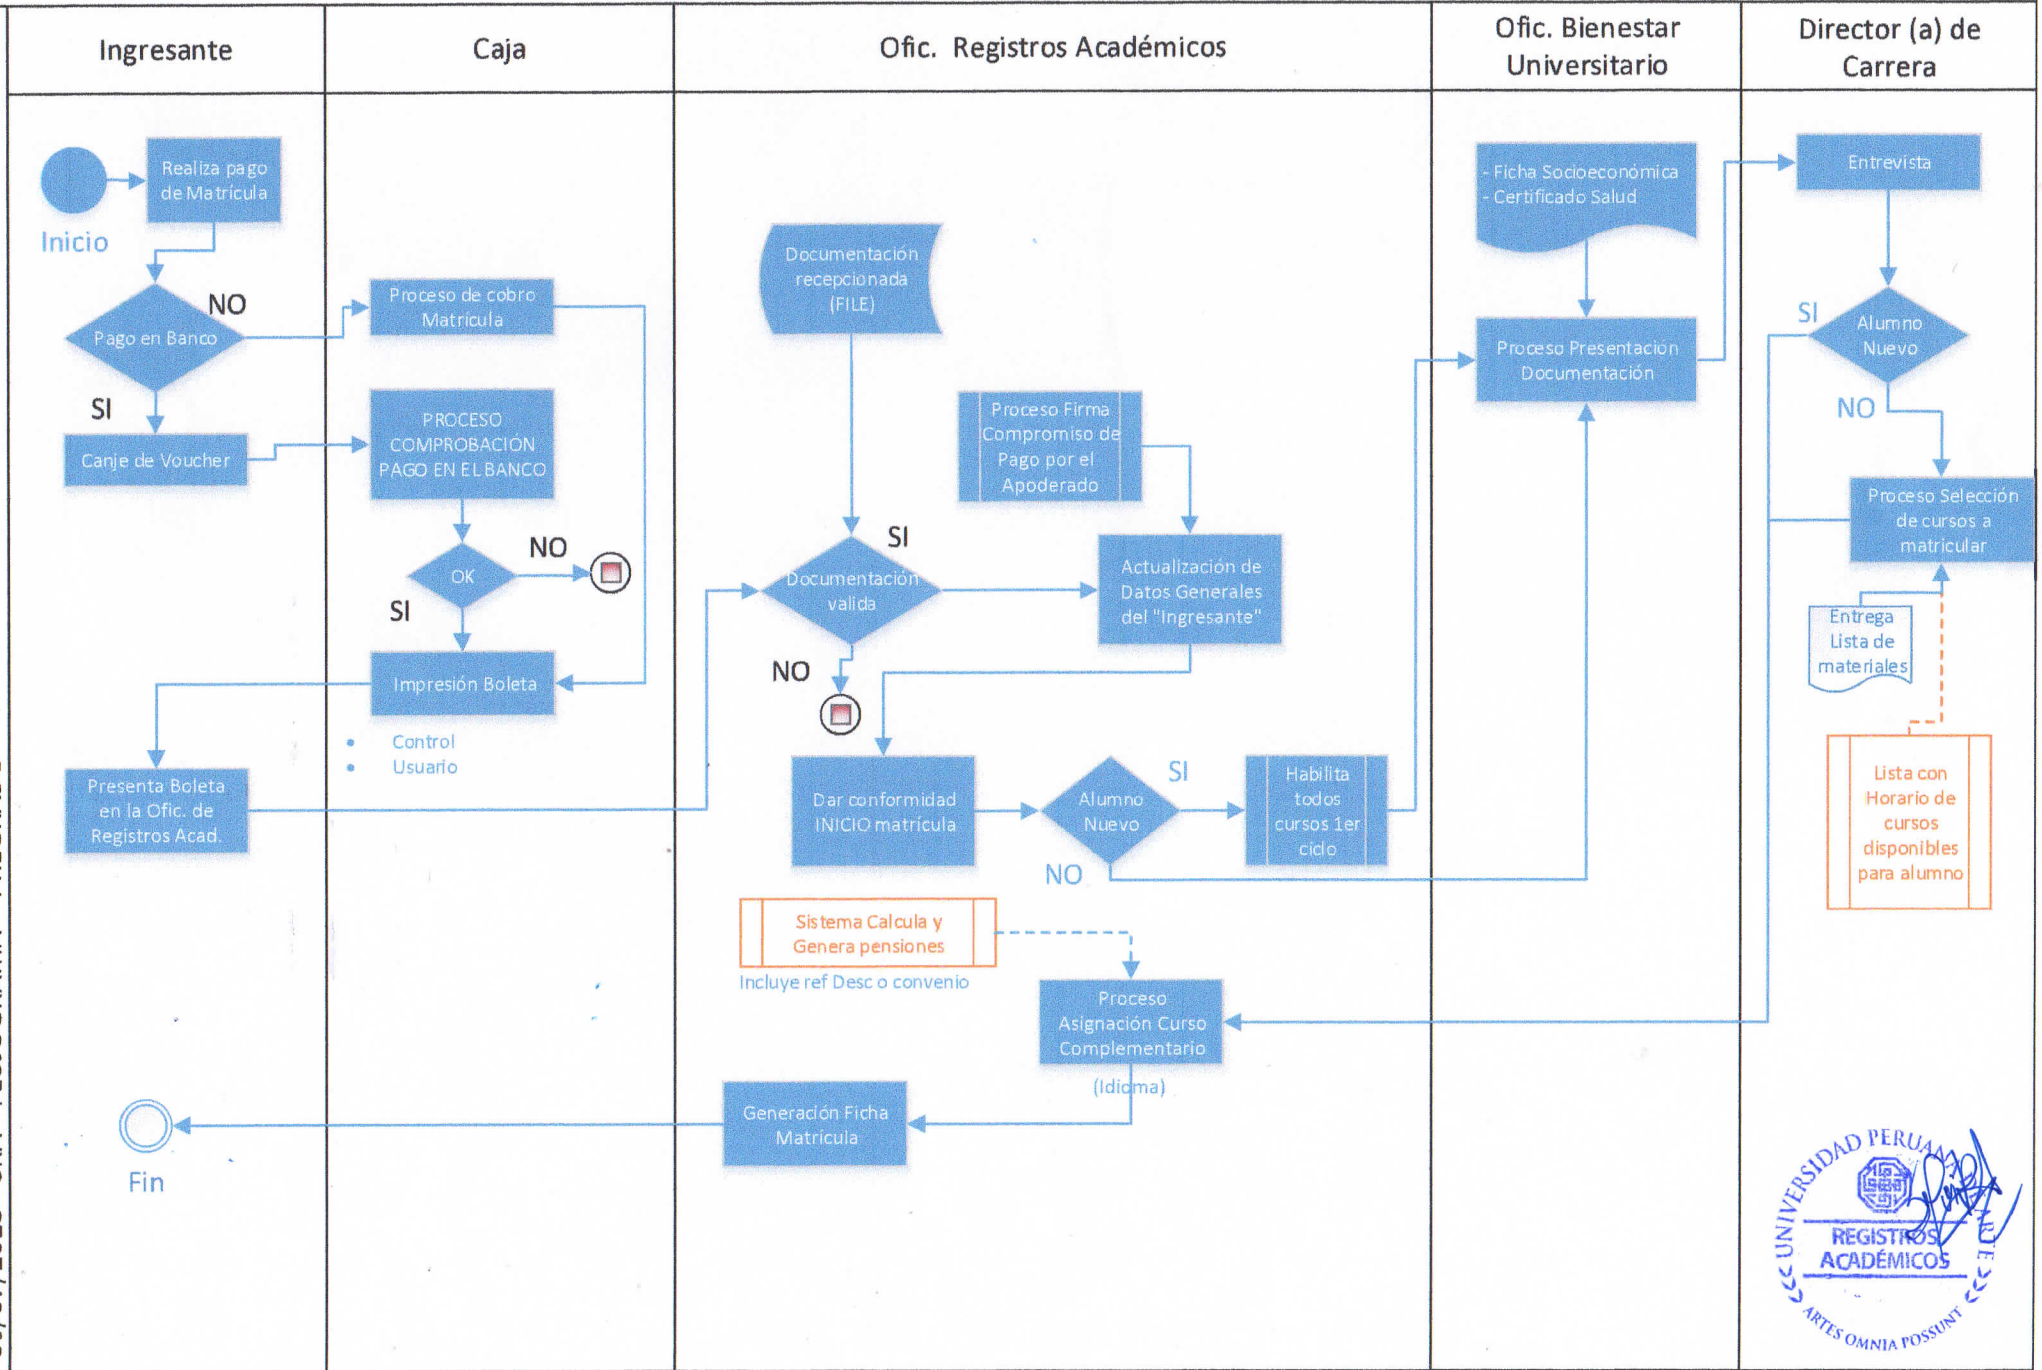 Ingresante
Caja
Ofic. Registros Académicos
Ofic. Bienestar
Universitario
Director (a) de
Carrera
Inicio
Realiza pago
de Matrícula
Pago en Banco
NO
SI
Canje de Voucher
Presenta Boleta
en la Ofic. de
Registros Acad.
Fin
Proceso de cobro
Matricula
PROCESO
COMPROBACIÓN
PAGO EN EL BANCO
OK
NO
SI
Impresión Boleta
• Control
• Usuario
Documentación
recepcionada
(FILE)
Proceso Firma
Compromiso de
Pago por el
Apoderado
Documentación
valida
SI
NO
Actualización de
Datos Generales
del "Ingresante"
Dar conformidad
INICIO matrícula
Alumno
Nuevo
SI
NO
Habilita
todos
cursos 1er
ciclo
Sistema Calcula y
Genera pensiones
Incluye ref Desc o convenio
Proceso
Asignación Curso
Complementario
(Idioma)
Generación Ficha
Matrícula
- Ficha Socioeconómica
- Certificado Salud
Proceso Presentación
Documentación
Entrevista
Alumno
Nuevo
SI
NO
Proceso Selección
de cursos a
matricular
Entrega
Lista de
materiales
Lista con
Horario de
cursos
disponibles
para alumno
UNIVERSIDAD PERUANA
REGISTROS
ACADÉMICOS
ARTES OMNIA POSSUNT